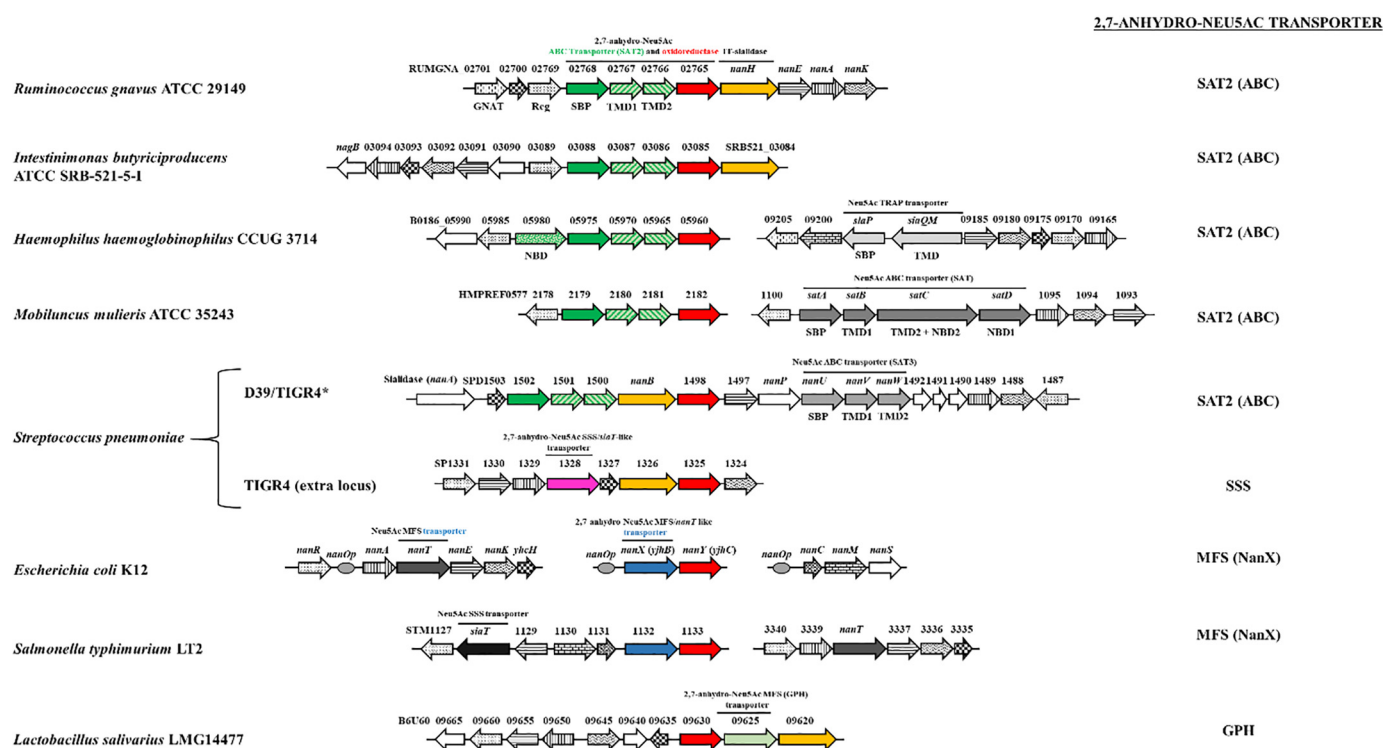 2,7-ANHYDRO-NEU5AC TRANSPORTER
2,7-anhydro-Neu5Ac
ABC Transporter (SAT2) and oxidoreductase IT-sialidase
RUMGNA 02701 02700 02769 02768 02767 02766 02765 nanH nanE nanA nanK
Ruminococcus gnavus ATCC 29149
SAT2 (ABC)
GNAT Reg SBP TMD1 TMD2
nagB 03094 03093 03092 03091 03090 03089 03088 03087 03086 03085 SRB521_03084
Intestinimonas butyriciproducens
ATCC SRB-521-5-I
SAT2 (ABC)
Neu5Ac TRAP transporter
B0186_05990 05985 05980 05975 05970 05965 05960 09205 09200 siaP siaQM 09185 09180 09175 09170 09165
Haemophilus haemoglobinophilus CCUG 3714
SAT2 (ABC)
NBD SBP TMD
Neu5Ac ABC transporter (SAT)
HMPREF0577 2178 2179 2180 2181 2182 1100 satA satB satC satD 1095 1094 1093
Mobiluncus mulieris ATCC 35243
SAT2 (ABC)
SBP TMD1 TMD2 + NBD2 NBD1
Neu5Ac ABC transporter (SAT3)
Sialidase (nanA) SPD1503 1502 1501 1500 nanB 1498 1497 nanP nanU nanV nanW 1492 1491 1490 1489 1488 1487
D39/TIGR4*
SAT2 (ABC)
SBP TMD1 TMD2
Streptococcus pneumoniae
2,7-anhydro-Neu5Ac SSS/siaT-like
transporter
SP1331 1330 1329 1328 1327 1326 1325 1324
TIGR4 (extra locus)
SSS
Neu5Ac MFS transporter
2,7 anhydro Neu5Ac MFS/nanT like
transporter
nanR nanOp nanA nanT nanE nanK yhcH nanOp nanX (yjhB) nanY (yjhC) nanOp nanC nanM nanS
Escherichia coli K12
MFS (NanX)
Neu5Ac SSS transporter
STM1127 siaT 1129 1130 1131 1132 1133 3340 3339 nanT 3337 3336 3335
Salmonella typhimurium LT2
MFS (NanX)
2,7-anhydro-Neu5Ac MFS (GPH)
transporter
B6U60 09665 09660 09655 09650 09645 09640 09635 09630 09625 09620
Lactobacillus salivarius LMG14477
GPH